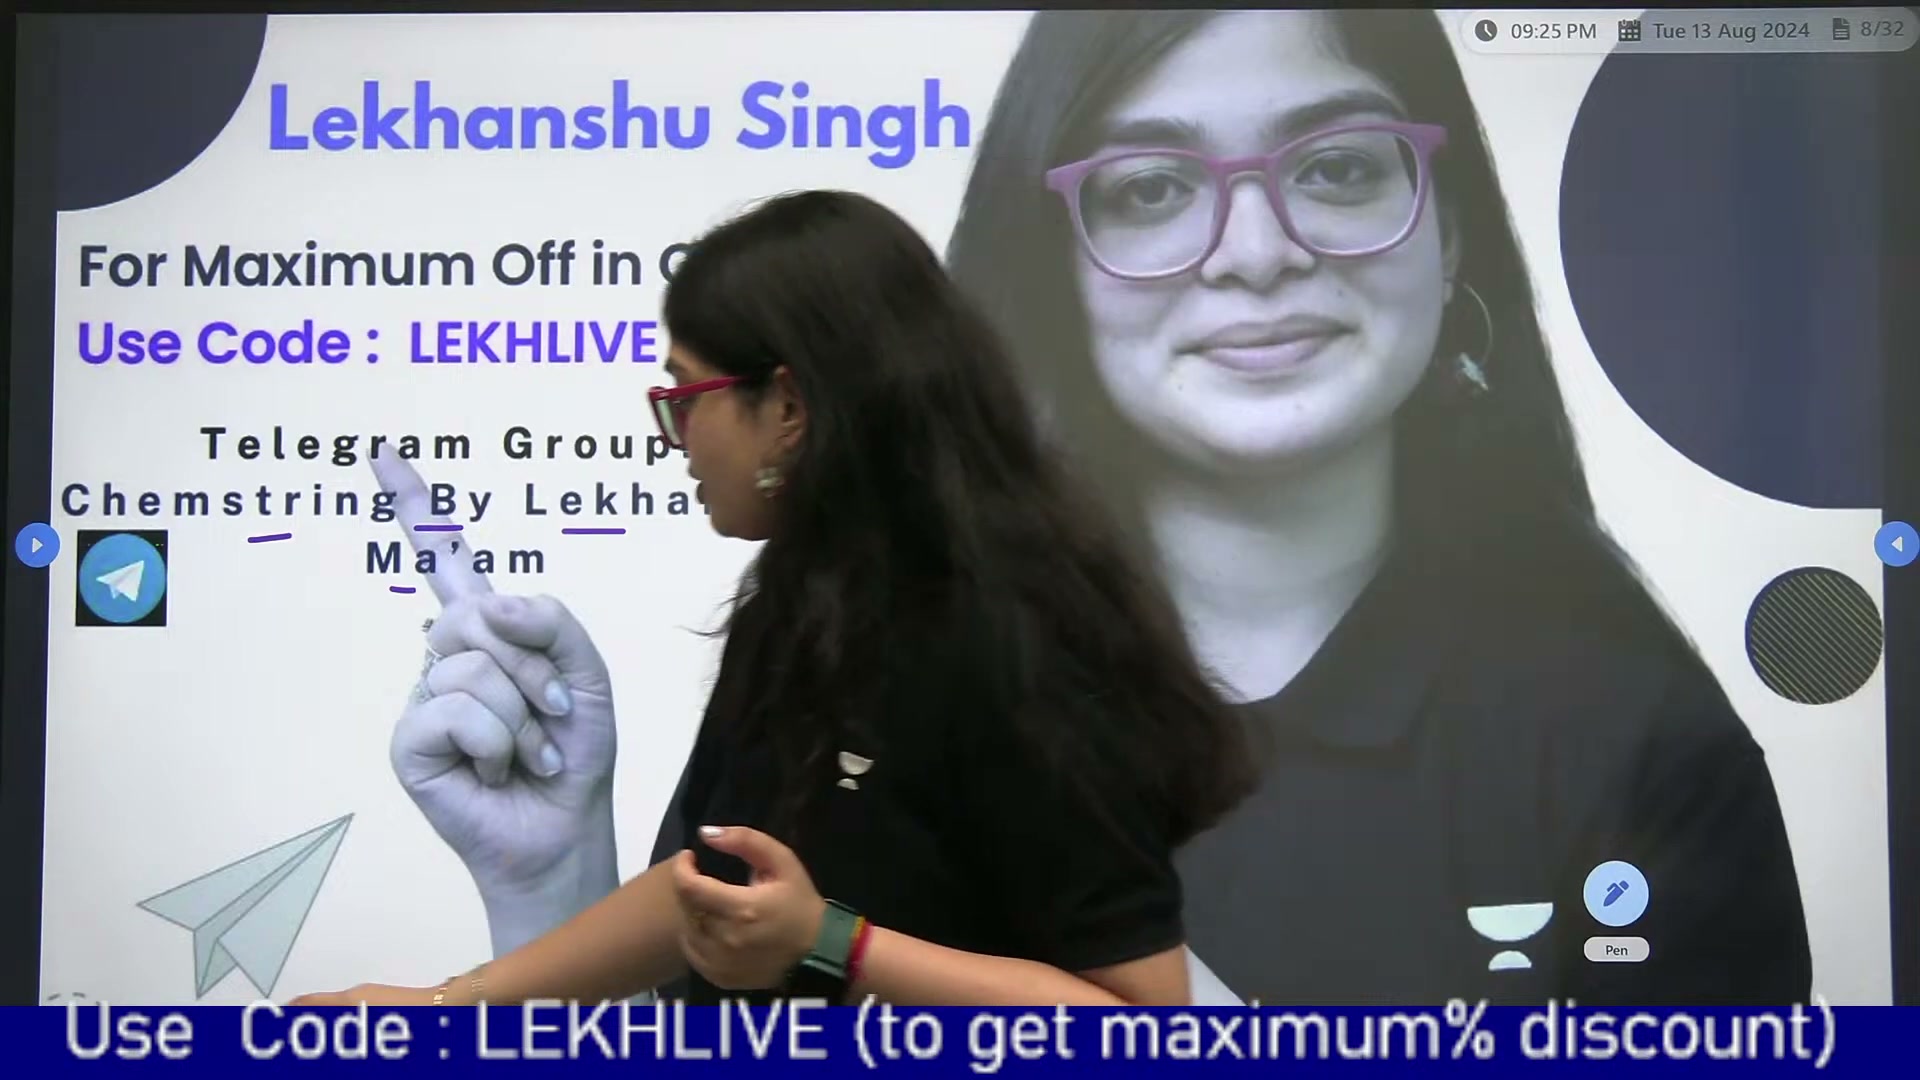 09:25 PM Tue 13 Aug 2024 8/32
Lekhanshu Singh
For Maximum Off in
Use Code : LEKHLIVE
Telegram Group
Chemstring By
Ma'am
Pen
Use Code : LEKHLIVE (to get maximum% discount)